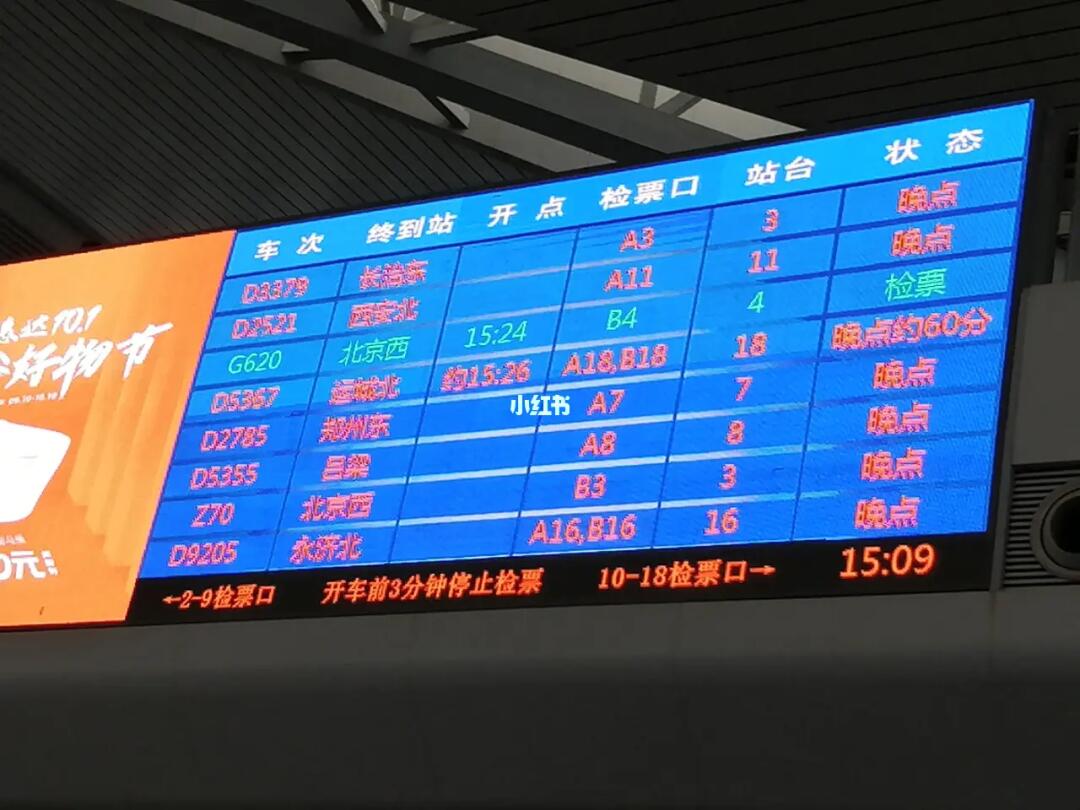 车次 终到站 开点 检票口 站台 状态
D3379 长治东 A3 3 晚点
D2521 西安北 A11 11 晚点
G620 北京西 15:24 B4 4 检票
D5367 运城北 约15:26 A18,B18 18 晚点约60分
D2785 郑州东 A7 7 晚点
D5355 吕梁 A8 8 晚点
Z70 北京西 B3 3 晚点
D9205 永济北 A16,B16 16 晚点
←2-9检票口 开车前3分钟停止检票 10-18检票口→ 15:09
小红书
10.1
好物节
0元